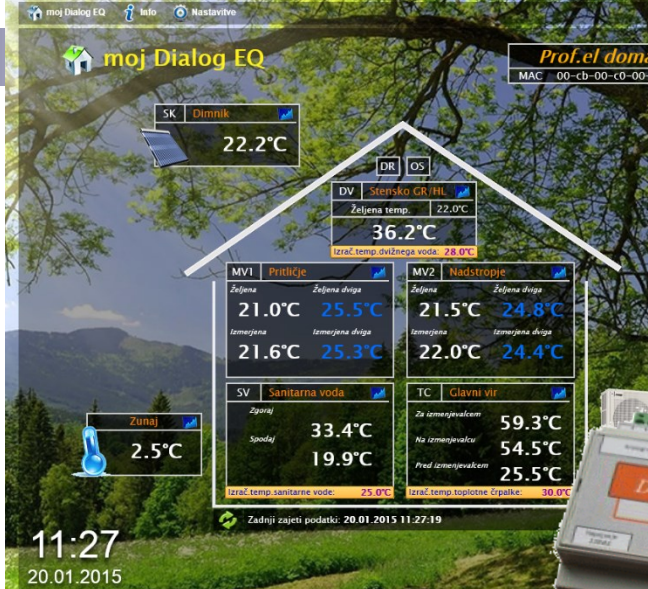 moj Dialog EQ Info Nastavitve
moj Dialog EQ
Prof.el doma
MAC 00-cb-00-c0-00-
SK Dimnik
22.2°C
DR OS
DV Stensko GR/HL
Željena temp. 22.0°C
36.2°C
Izrač.temp.dvižnega voda: 28.0°C
MV1 Pritličje
Željena Željena dviga
21.0°C 25.5°C
Izmerjena Izmerjena dviga
21.6°C 25.3°C
MV2 Nadstropje
Željena Željena dviga
21.5°C 24.8°C
Izmerjena Izmerjena dviga
22.0°C 24.4°C
SV Sanitarna voda
Zgoraj
33.4°C
Spodaj
19.9°C
Izrač.temp.sanitarne vode: 25.0°C
TC Glavni vir
Za izmenjevalcem
59.3°C
Na izmenjevalcu
54.5°C
Pred izmenjevalcem
25.5°C
Izrač.temp.toplotne črpalke: 30.0°C
Zunaj
2.5°C
Zadnji zajeti podatki: 20.01.2015 11:27:19
11:27
20.01.2015